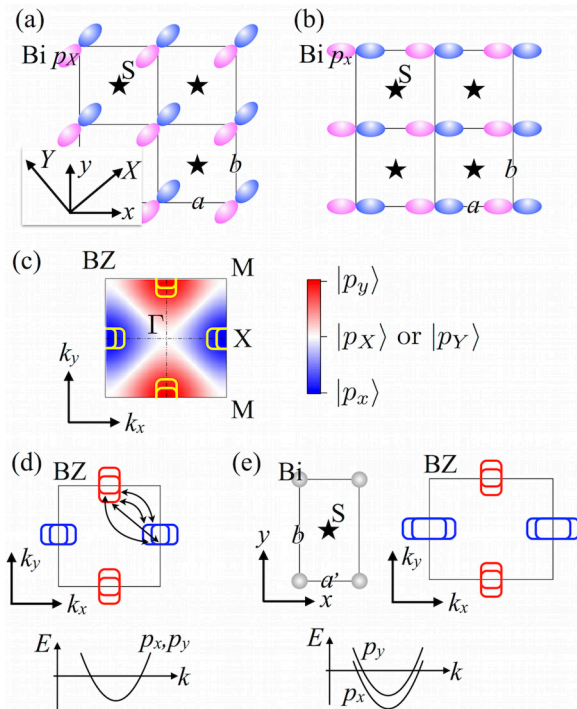 (a)
Bi pX
S
Y
y
X
x
b
a
(b)
Bi px
S
b
a
(c)
BZ
M
Γ
X
ky
M
kx
|py⟩
|pX⟩ or |pY⟩
|px⟩
(d)
BZ
ky
kx
E
px,py
k
(e)
Bi
S
y
b
a'
x
BZ
ky
kx
E
py
k
px